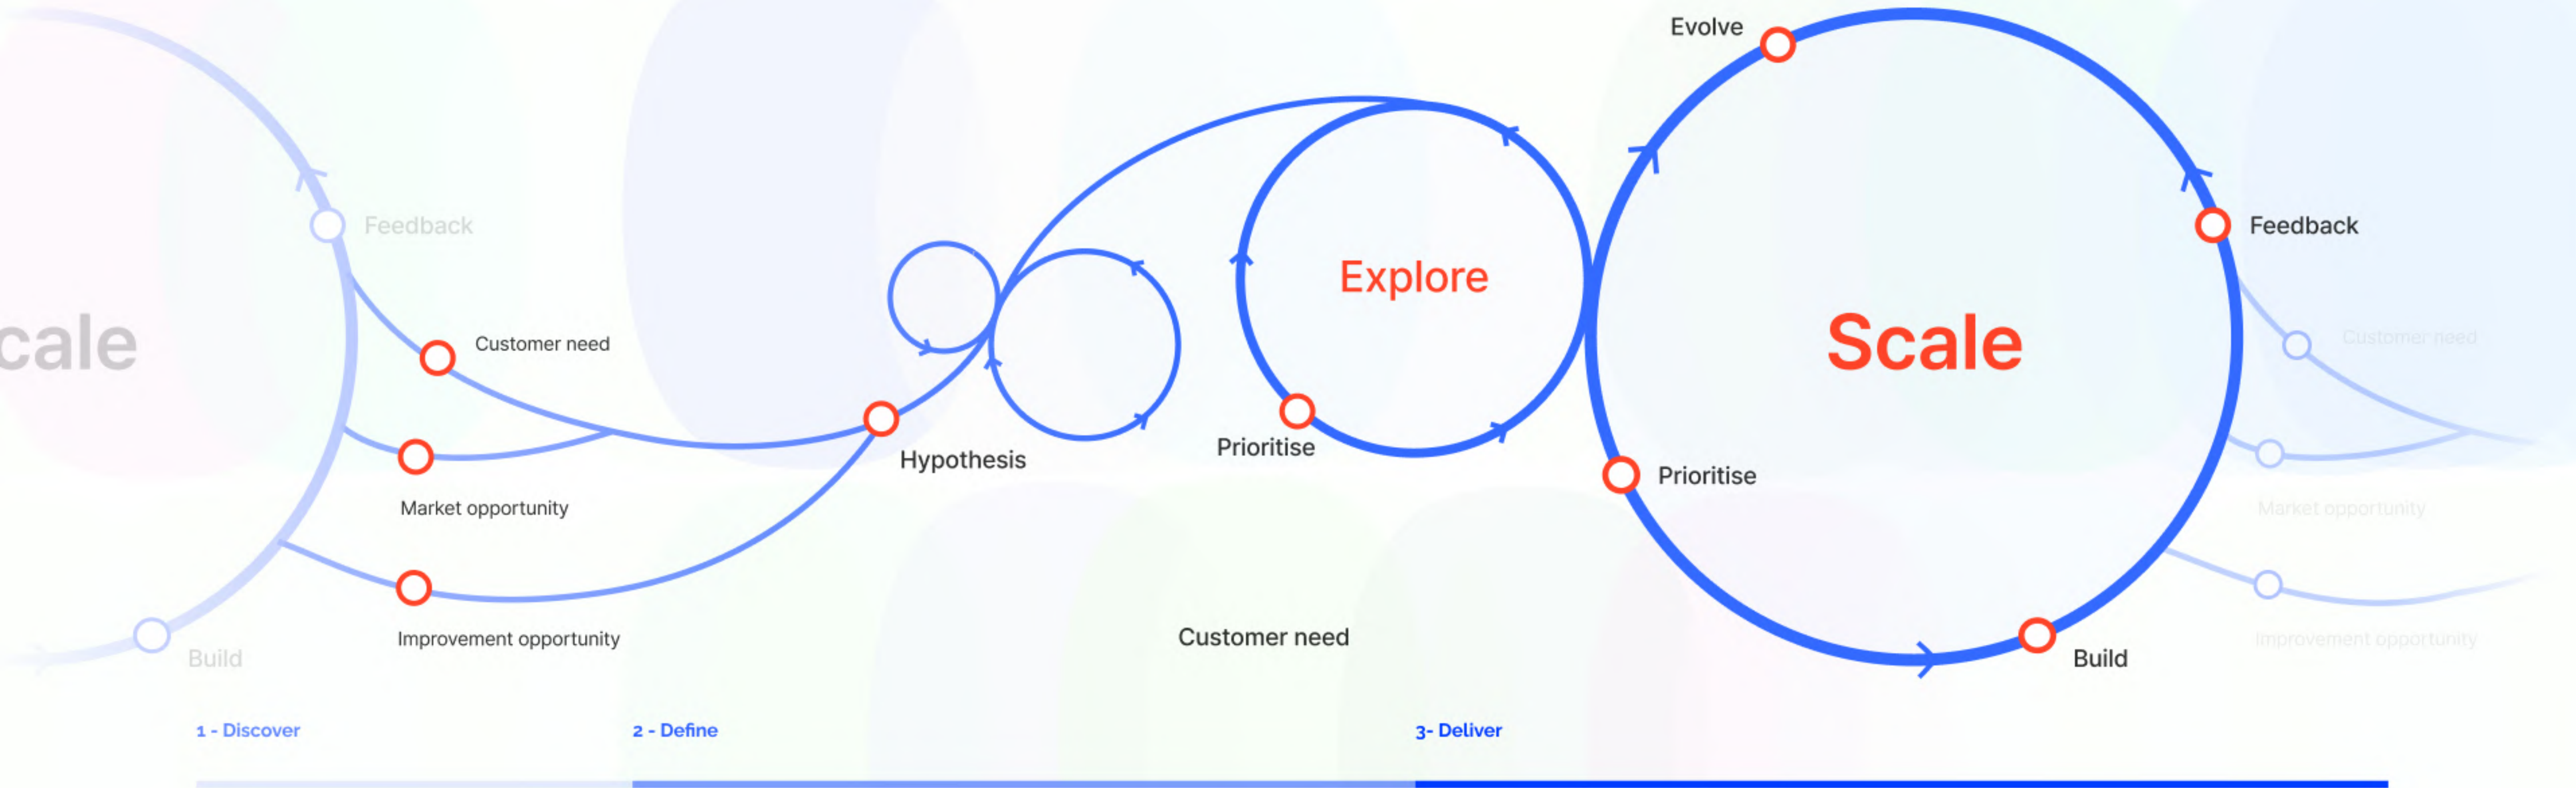 cale
Feedback
Build
Customer need
Market opportunity
Improvement opportunity
Hypothesis
Explore
Prioritise
Customer need
Evolve
Scale
Prioritise
Feedback
Build
Customer need
Market opportunity
Improvement opportunity
1 - Discover
2 - Define
3- Deliver